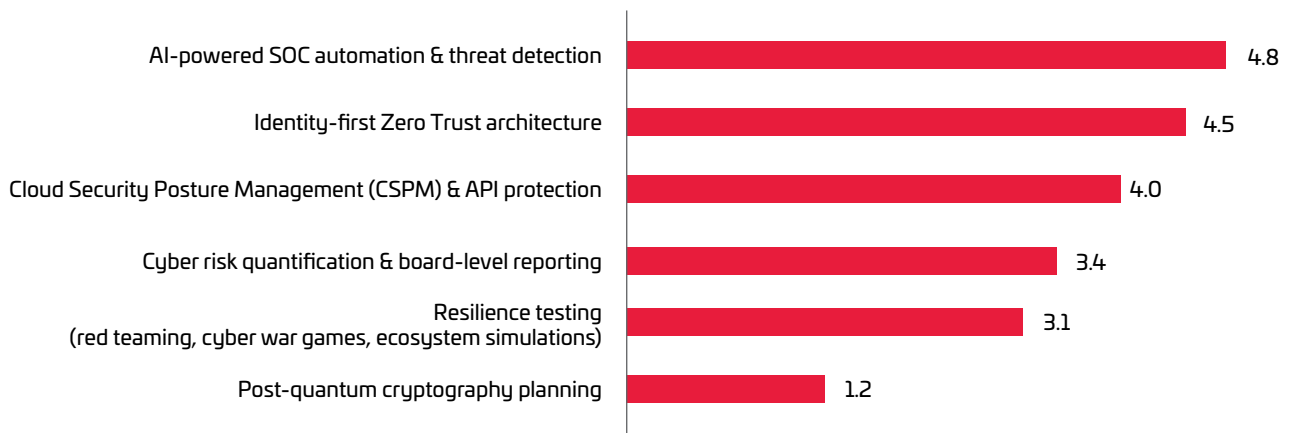 AI-powered SOC automation & threat detection 4.8
Identity-first Zero Trust architecture 4.5
Cloud Security Posture Management (CSPM) & API protection 4.0
Cyber risk quantification & board-level reporting 3.4
Resilience testing
(red teaming, cyber war games, ecosystem simulations) 3.1
Post-quantum cryptography planning 1.2